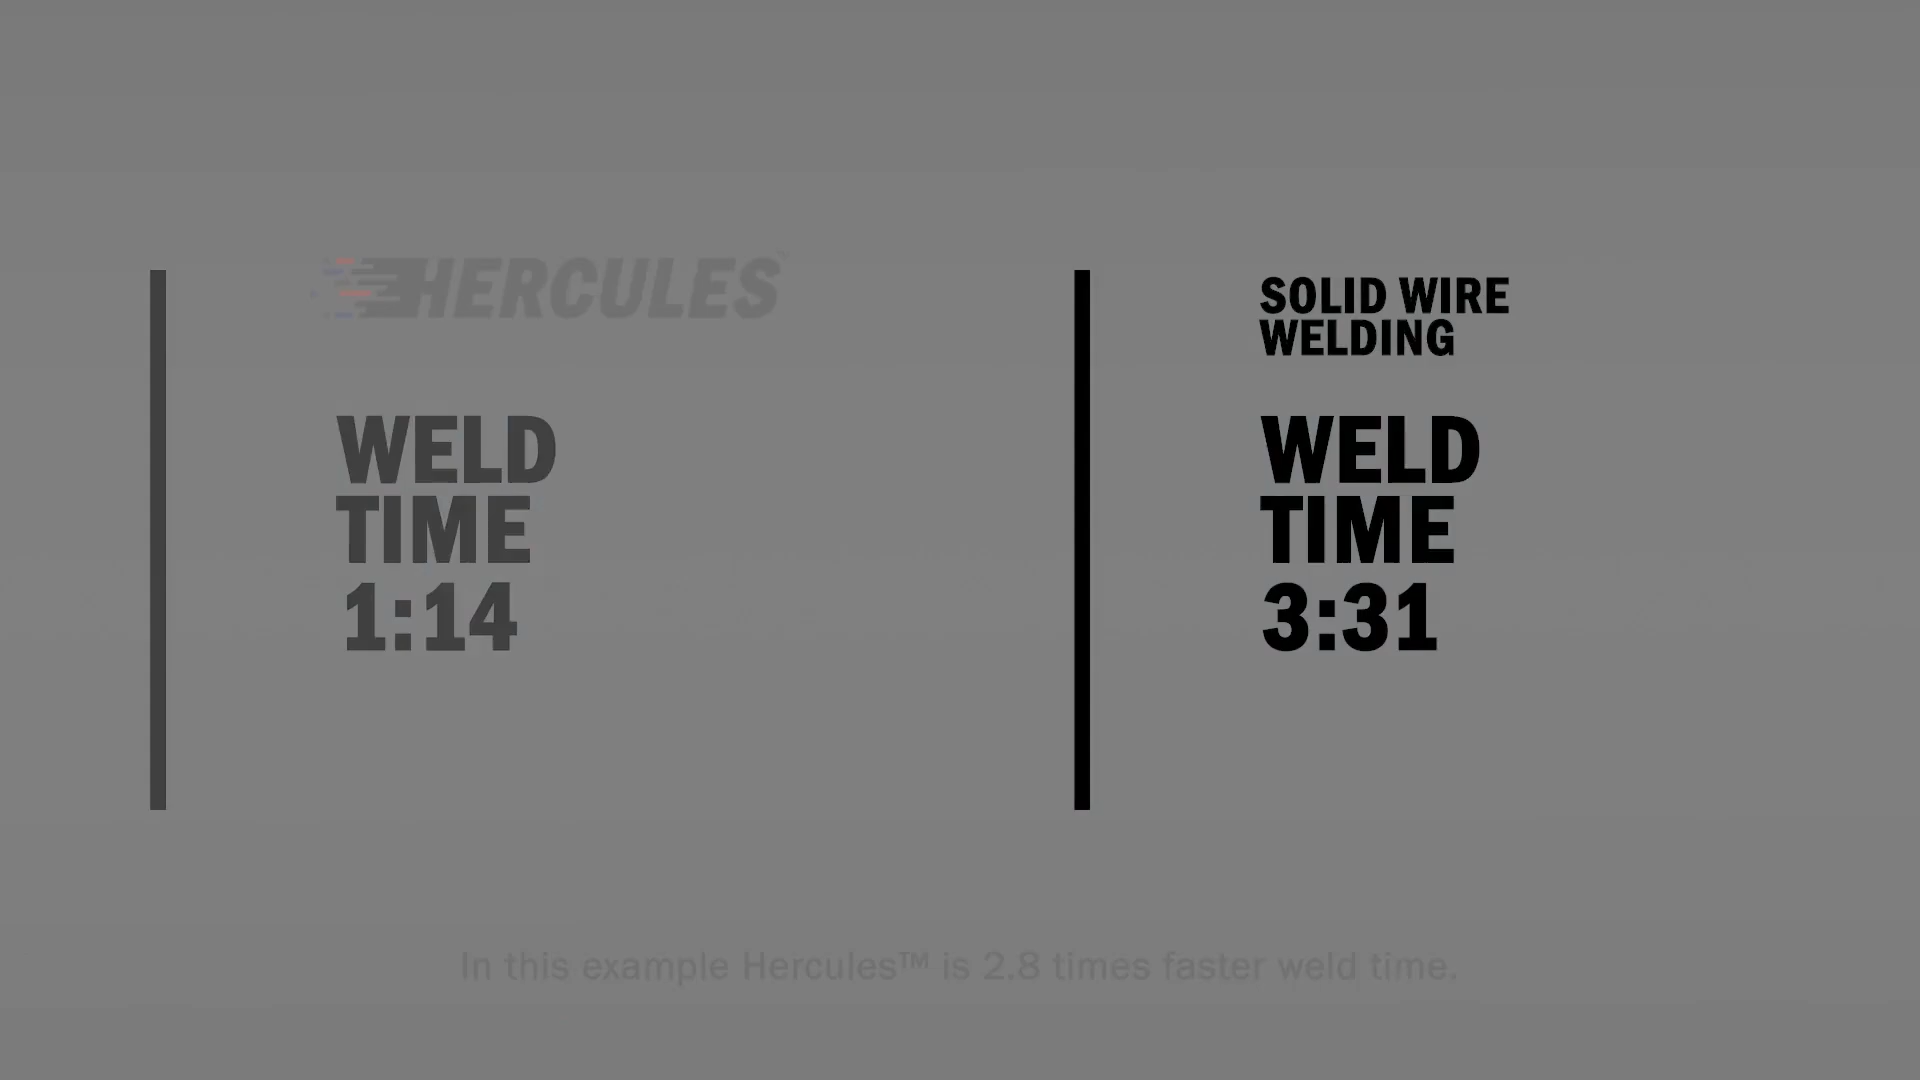 HERCULES™
WELD
TIME
1:14
SOLID WIRE
WELDING
WELD
TIME
3:31
In this example Hercules™ is 2.8 times faster weld time.